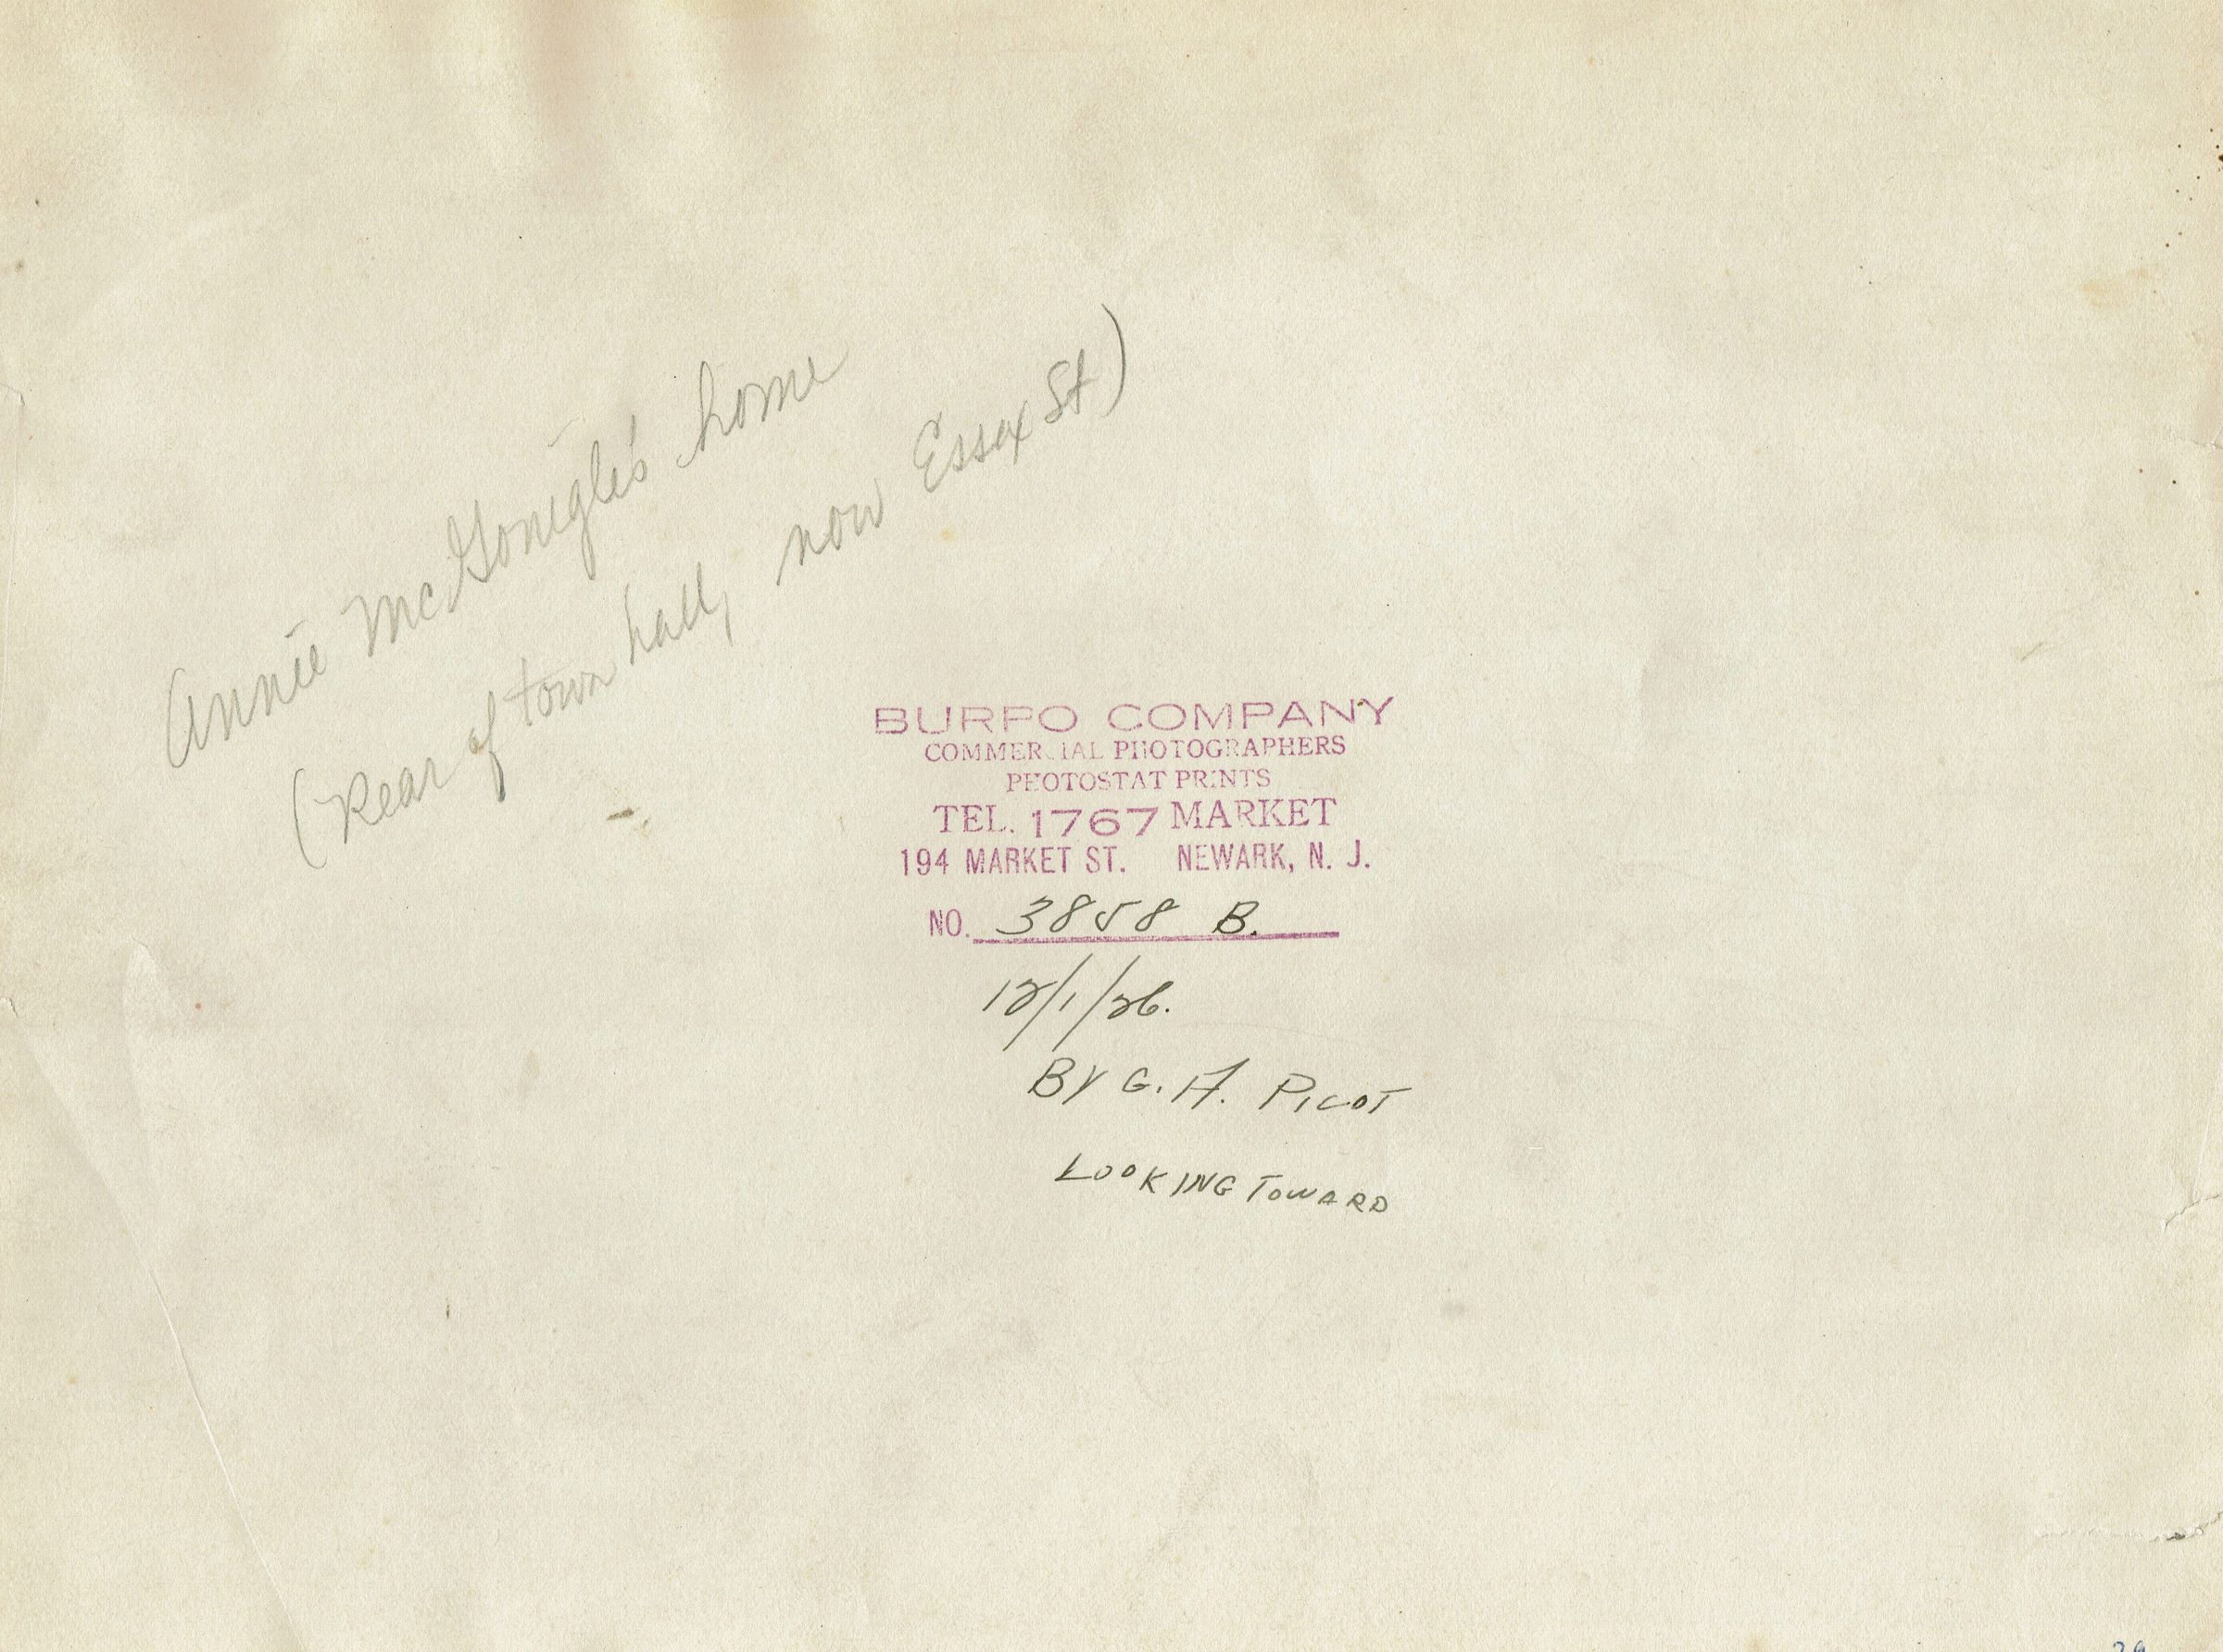 Annie McGonigle's home
(Rear of town hall, now Essex St)
BURPO COMPANY
COMMERCIAL PHOTOGRAPHERS
PHOTOSTAT PRINTS
TEL. 1767 MARKET
194 MARKET ST. NEWARK, N. J.
NO. 3858 B.
12/1/26.
BY G. F. PICOT
LOOKING TOWARD